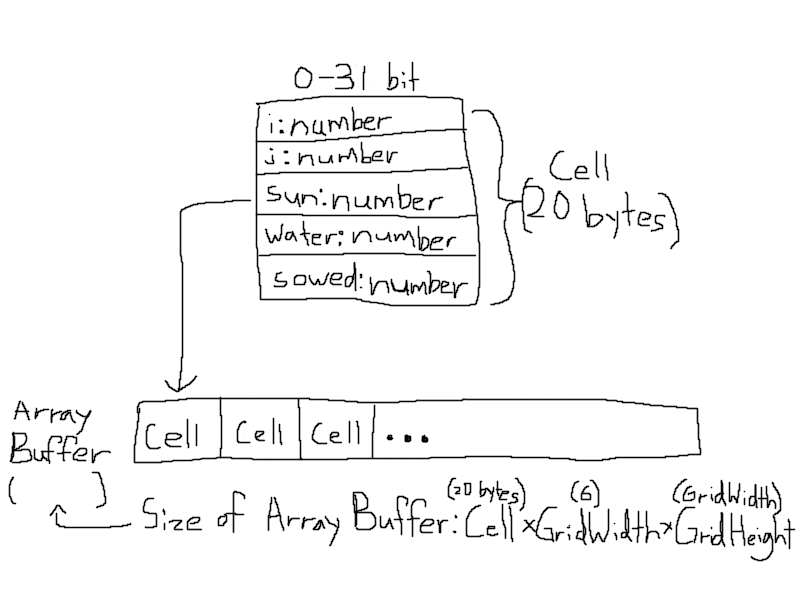 0-31 bit
i:number
j:number
sun:number
water:number
sowed:number
Cell
(20 bytes)
Array
Buffer
(       )
Cell Cell Cell ...
(20 bytes) (6) (GridWidth)
Size of Array Buffer: Cell x GridWidth x GridHeight